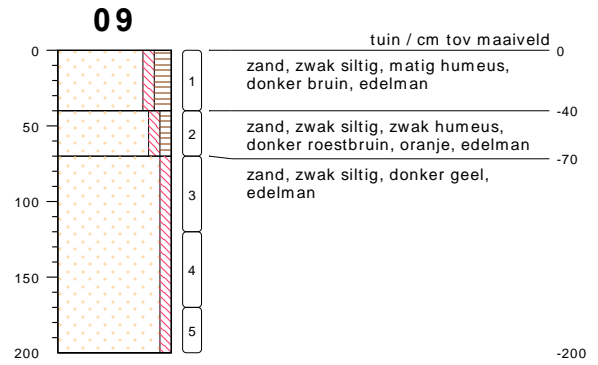 09
tuin / cm tov maaiveld
0
0
zand, zwak siltig, matig humeus,
donker bruin, edelman
1
-40
50
zand, zwak siltig, zwak humeus,
donker roestbruin, oranje, edelman
2
-70
zand, zwak siltig, donker geel,
edelman
3
100
4
150
5
200
-200